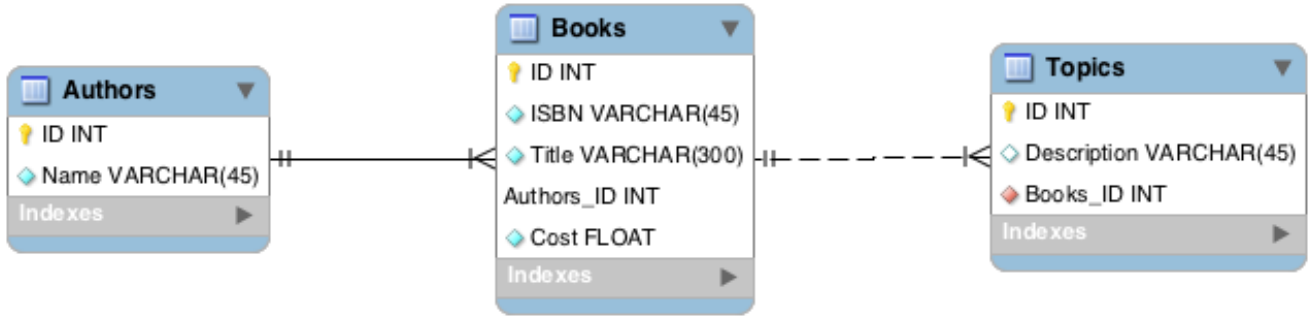 Authors
ID INT
Name VARCHAR(45)
Indexes
Books
ID INT
ISBN VARCHAR(45)
Title VARCHAR(300)
Authors_ID INT
Cost FLOAT
Indexes
Topics
ID INT
Description VARCHAR(45)
Books_ID INT
Indexes